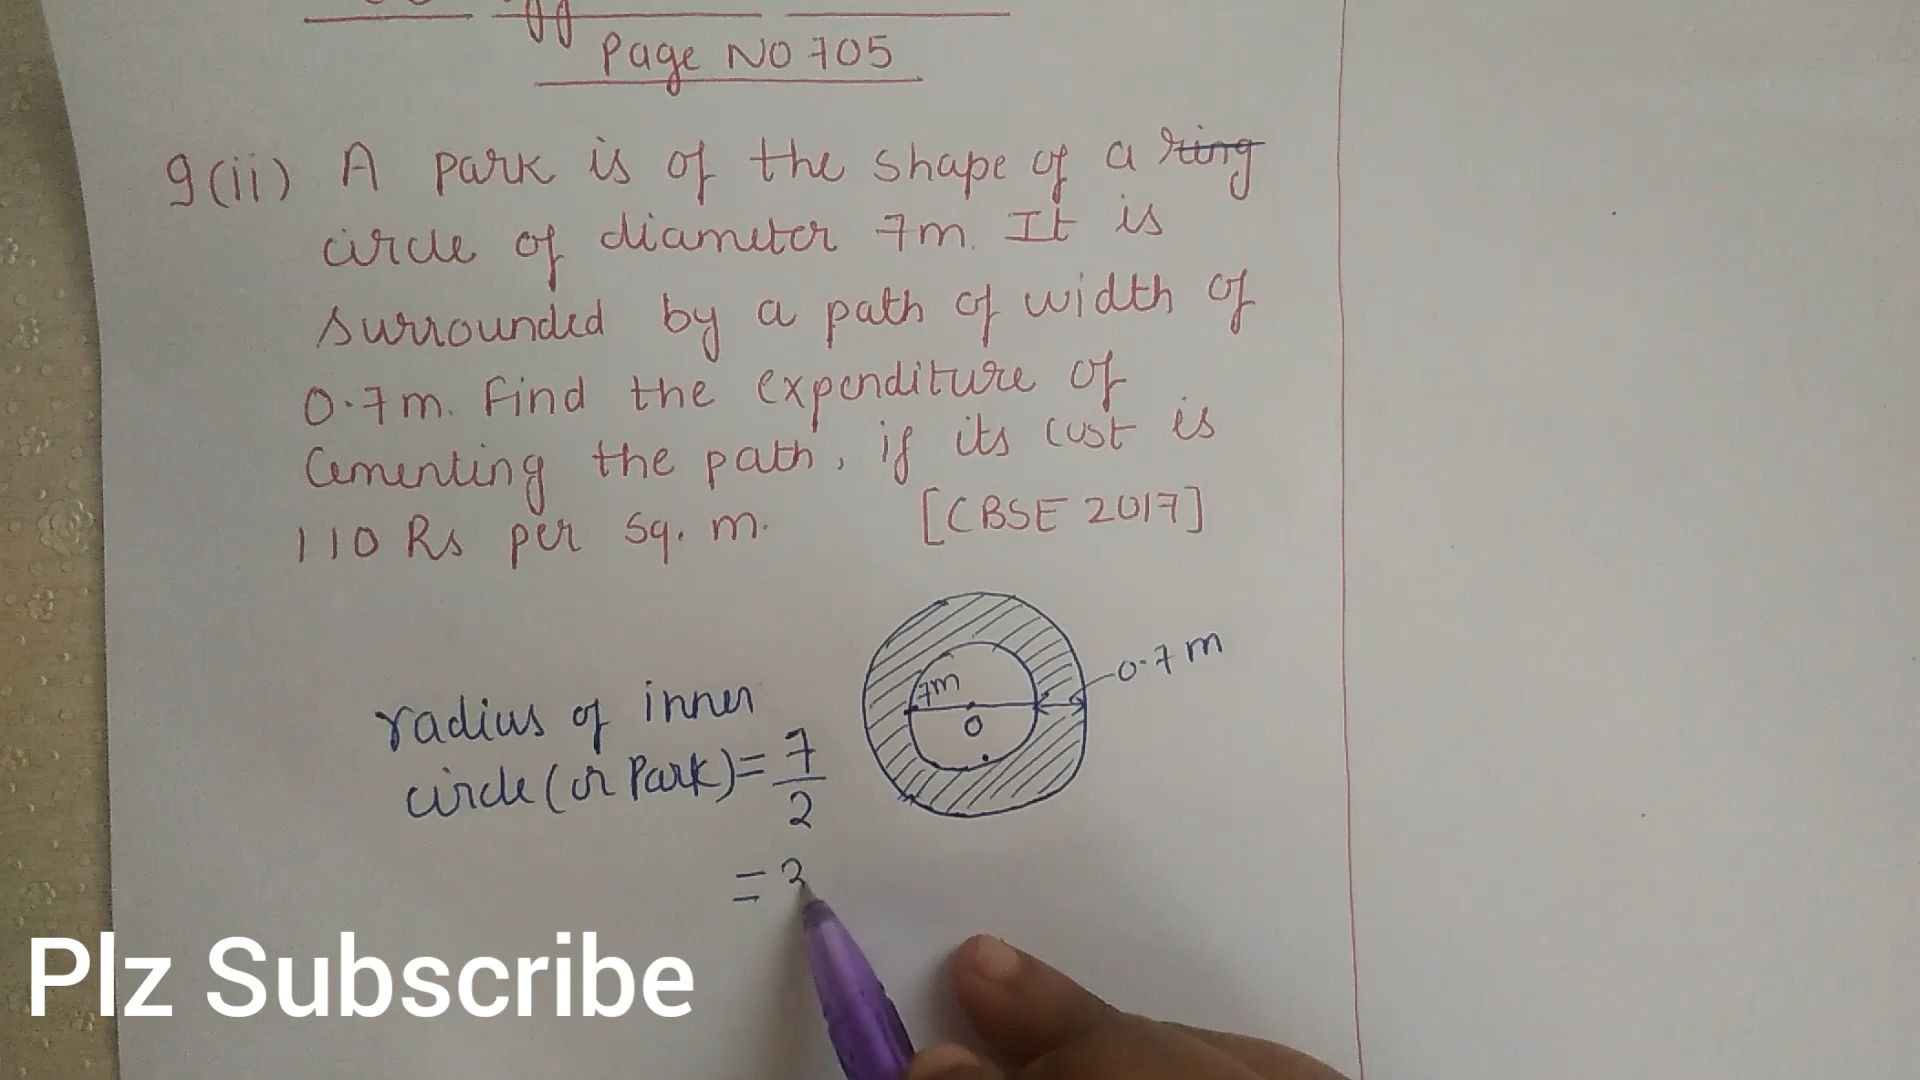 Page No 705
9(ii) A park is of the shape of a ring
circle of diameter 7m. It is
surrounded by a path of width of
0.7m. Find the expenditure of
Cementing the path, if its cost is
110 Rs per sq. m. [CBSE 2017]
7m
0.7 m
O
radius of inner
circle (or Park) = 7/2
= 3
Plz Subscribe